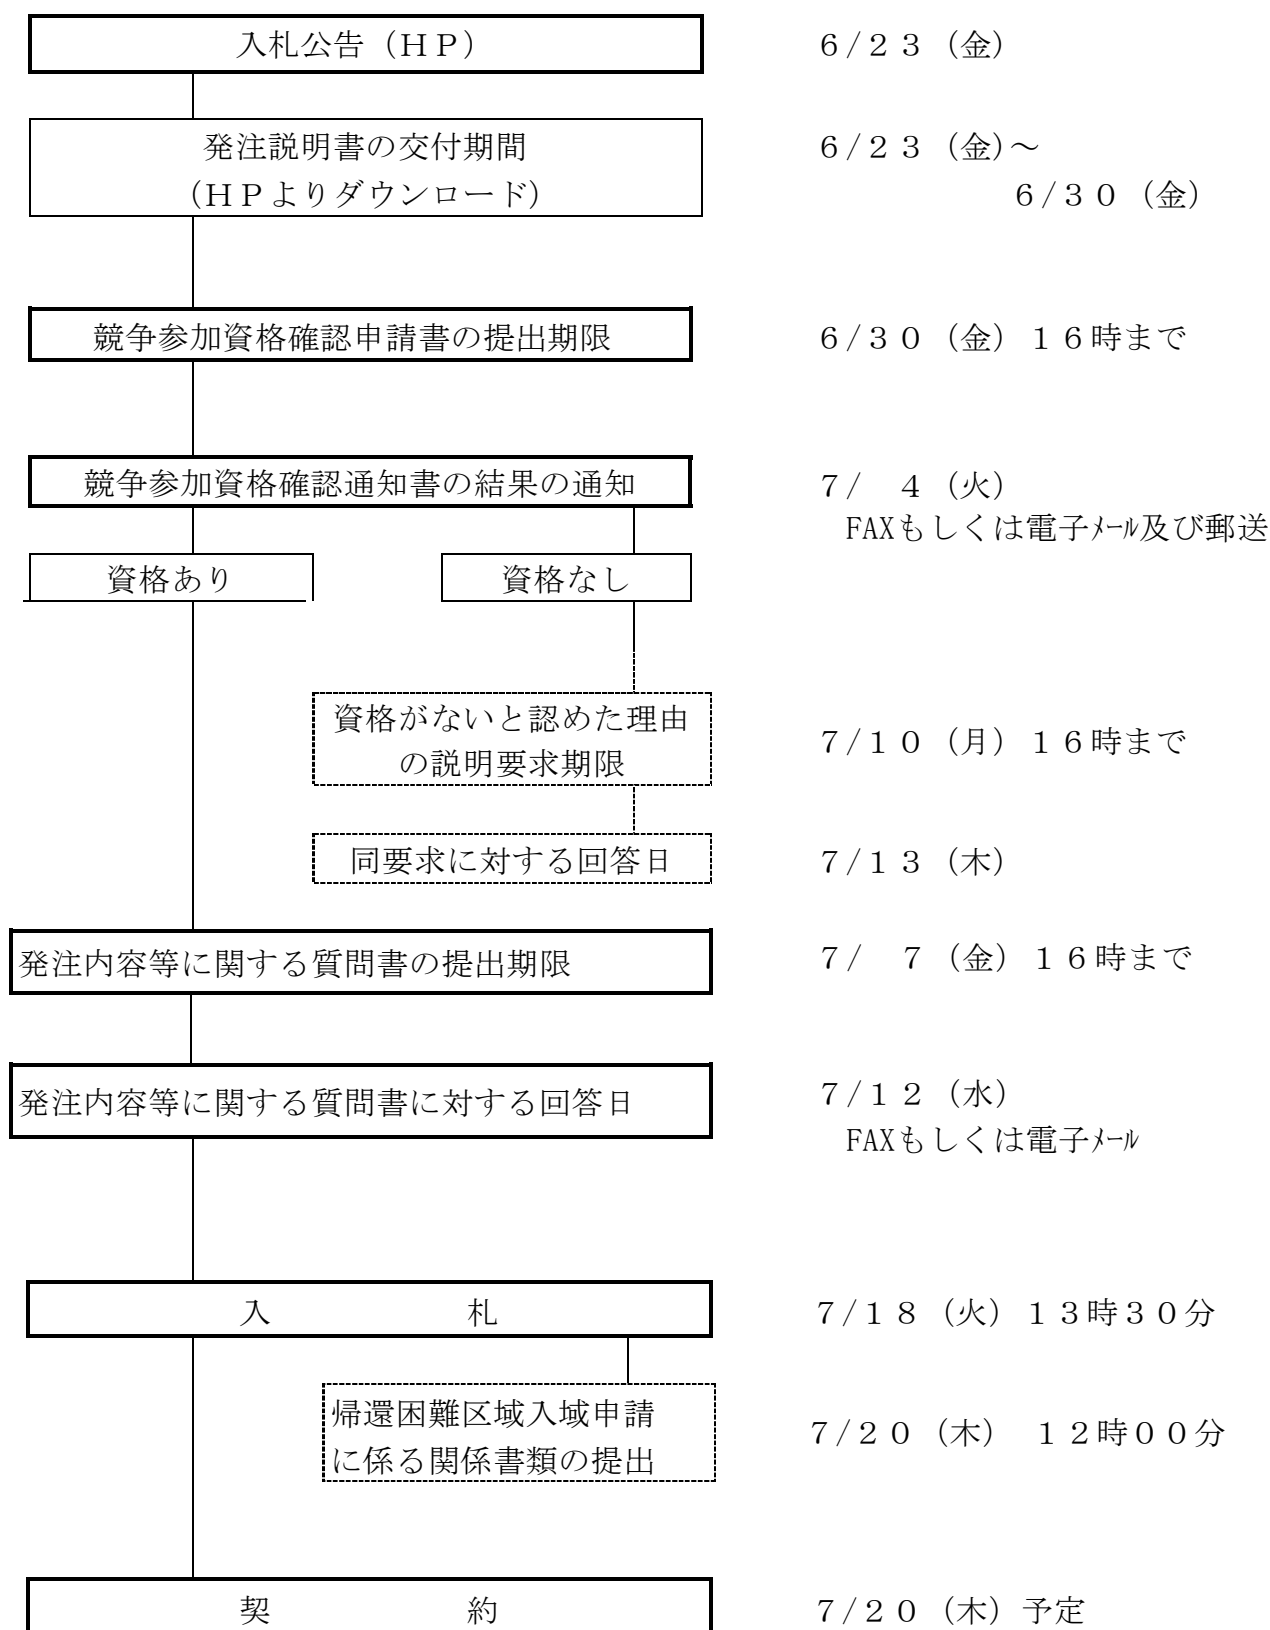 入札公告（ＨＰ）　６/２３（金）
発注説明書の交付期間　６/２３（金）～
（ＨＰよりダウンロード）　６/３０（金）
競争参加資格確認申請書の提出期限　６/３０（金）１６時まで
競争参加資格確認通知書の結果の通知　７/　４（火）
FAXもしくは電子ﾒｰﾙ及び郵送
資格あり　資格なし
資格がないと認めた理由
の説明要求期限
７/１０（月）１６時まで
同要求に対する回答日　７/１３（木）
発注内容等に関する質問書の提出期限　７/　７（金）１６時まで
発注内容等に関する質問書に対する回答日　７/１２（水）
FAXもしくは電子ﾒｰﾙ
入　札　７/１８（火）１３時３０分
帰還困難区域入域申請
に係る関係書類の提出
７/２０（木）　１２時００分
契　約　７/２０（木）予定